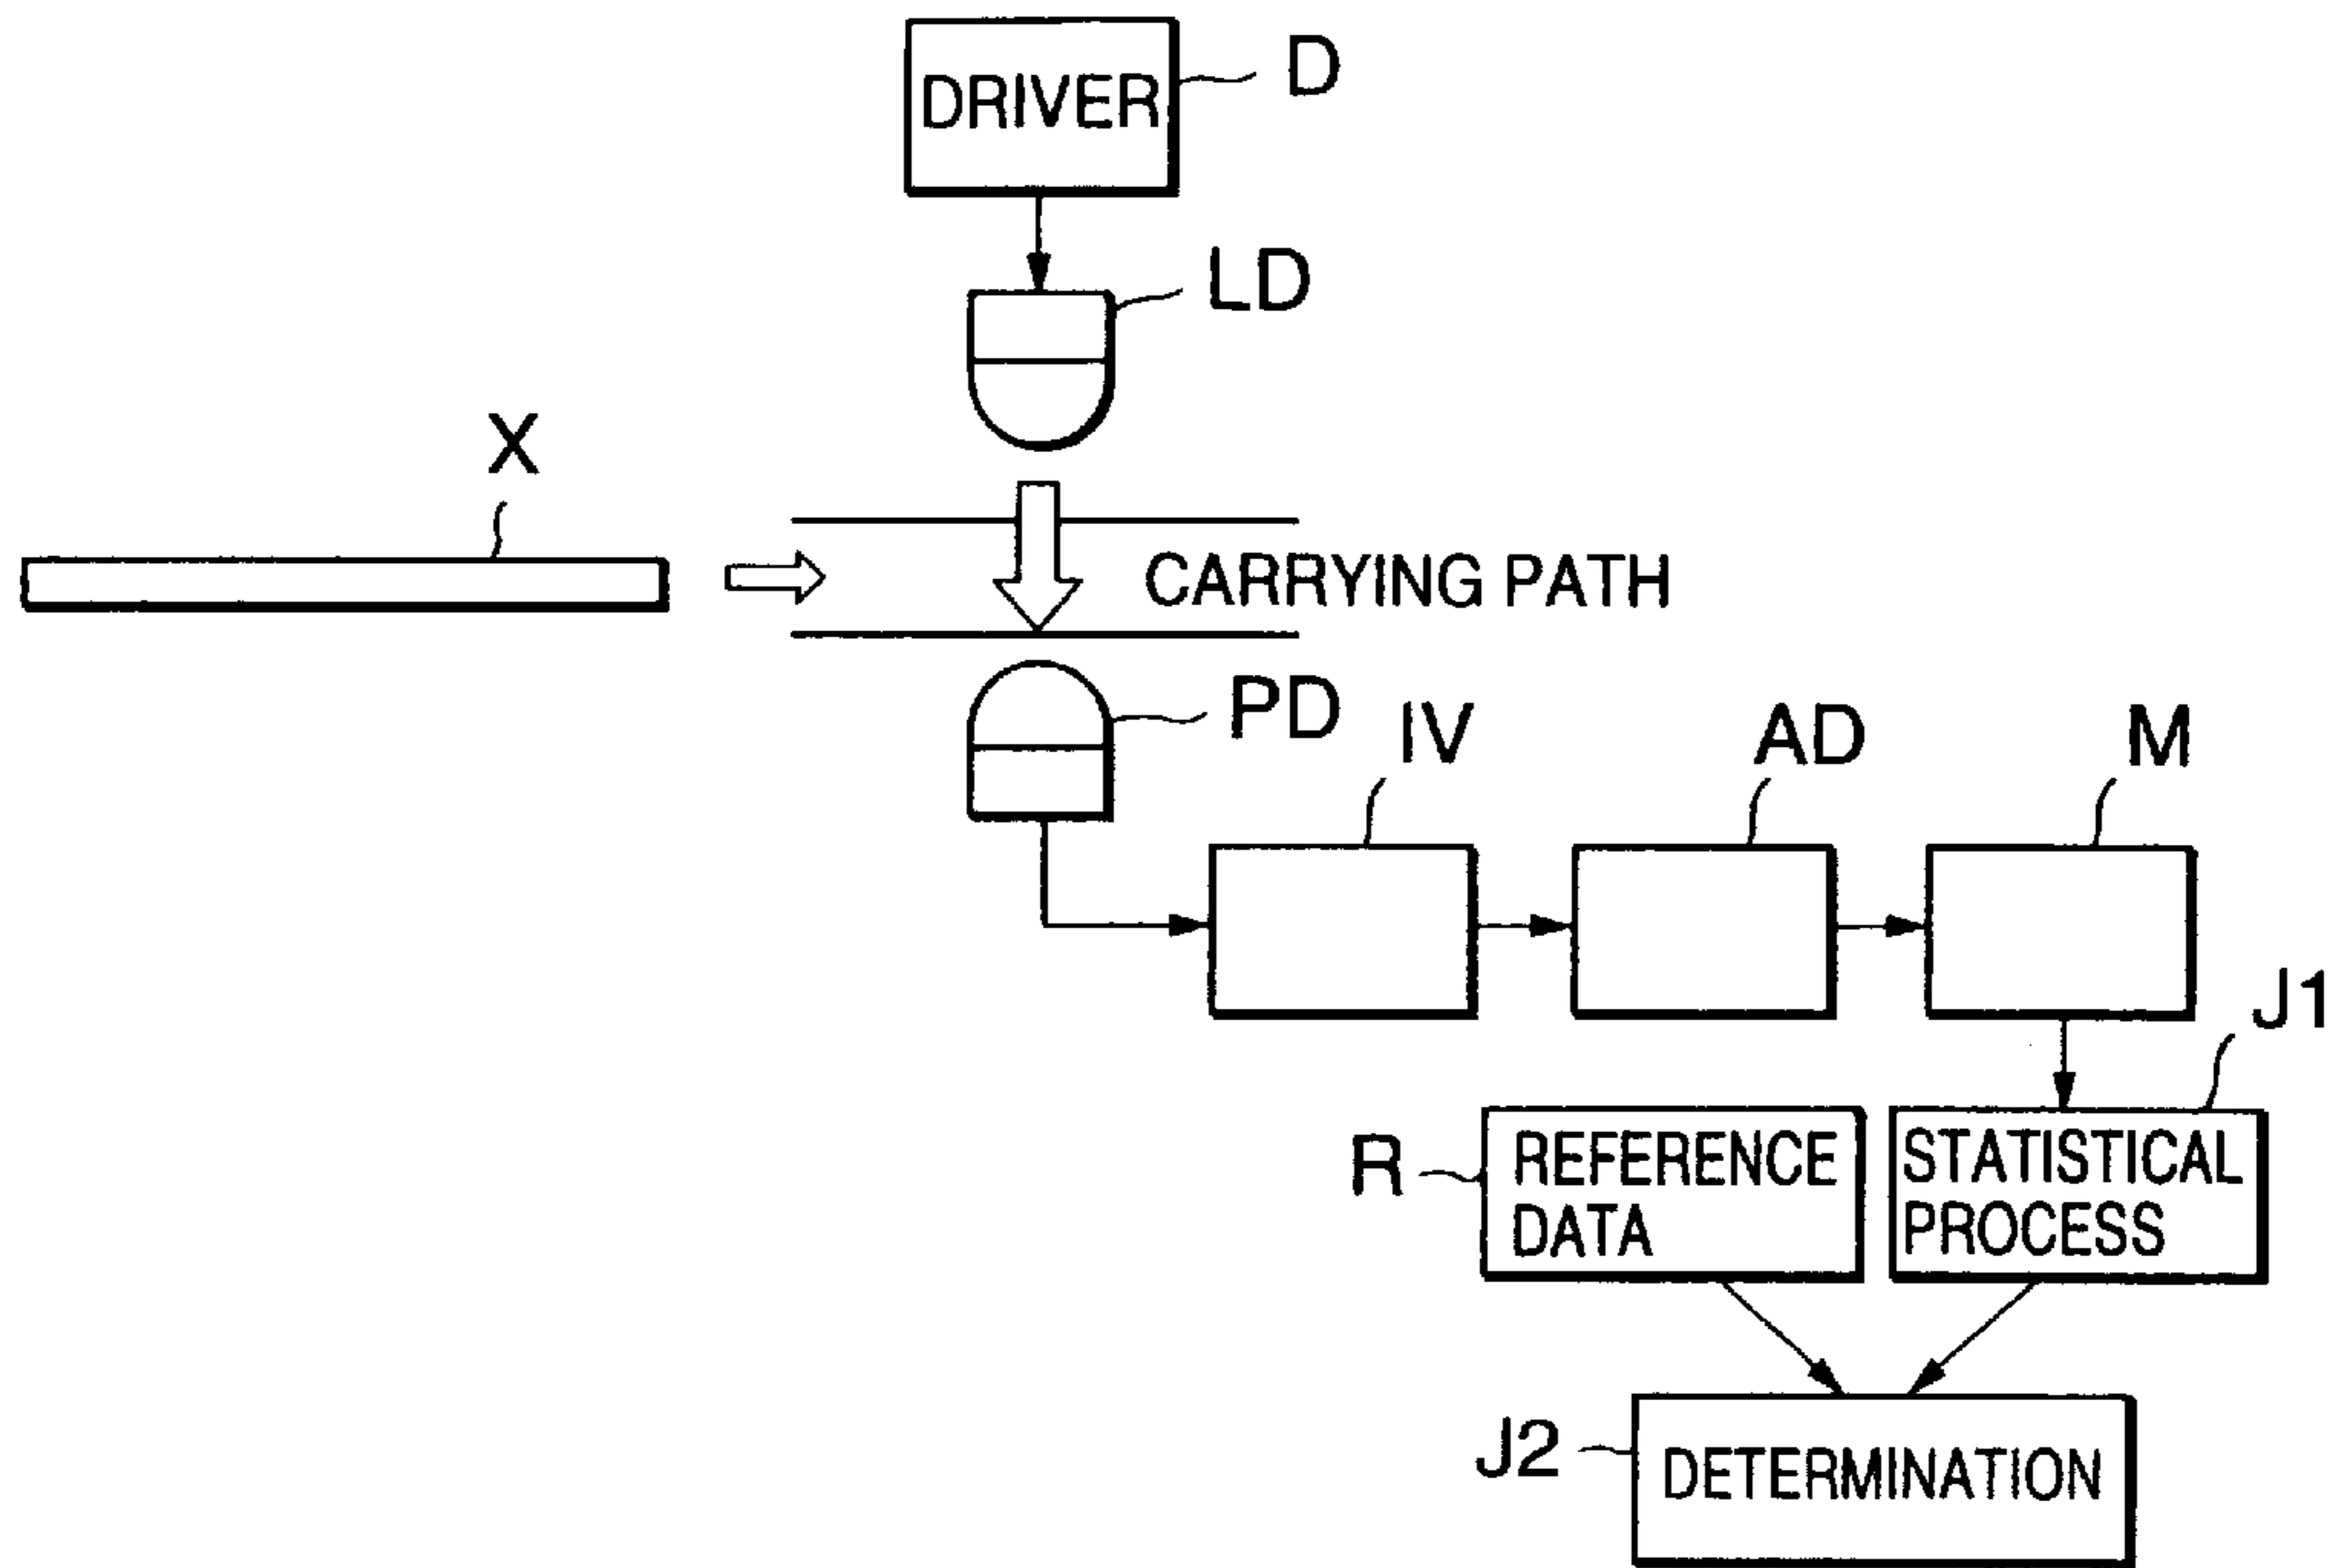 DRIVER
D
LD
X
CARRYING PATH
PD
IV
AD
M
J1
R
REFERENCE
DATA
STATISTICAL
PROCESS
J2
DETERMINATION